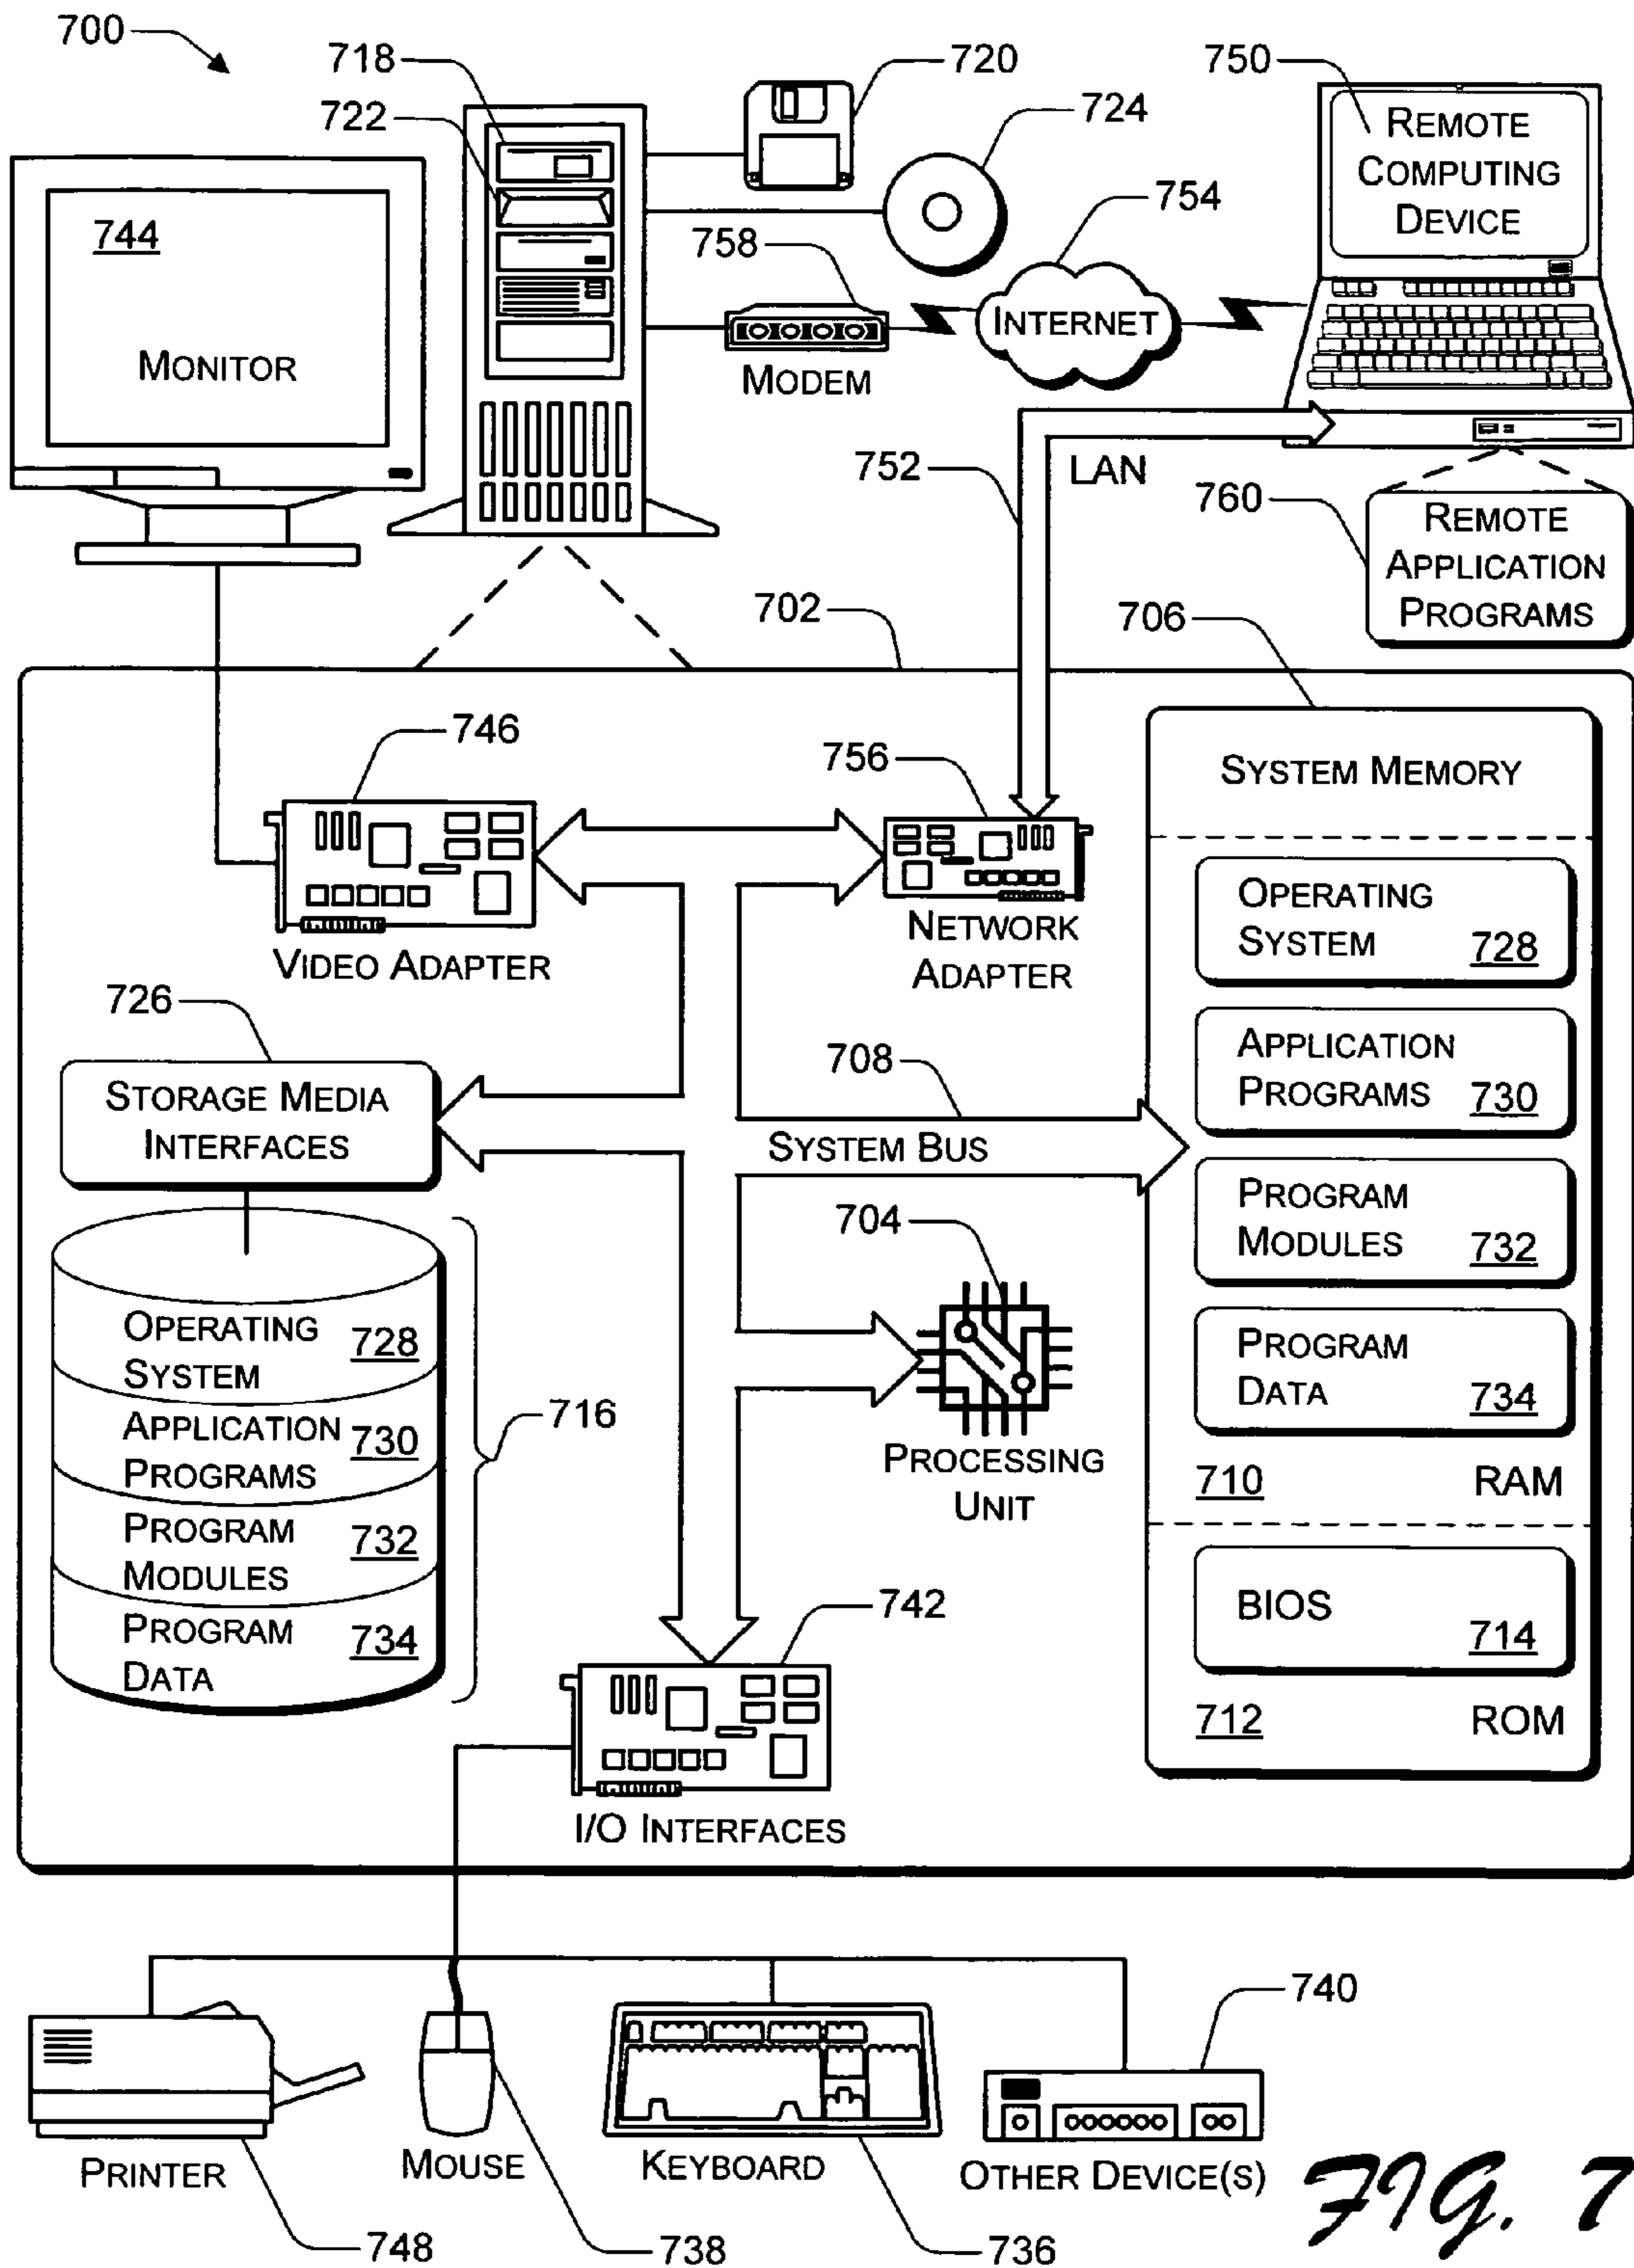 700
718
720
750
722
724
REMOTE
COMPUTING
DEVICE
754
744
758
INTERNET
MONITOR
MODEM
752
LAN
760
REMOTE
APPLICATION
PROGRAMS
702
706
746
756
SYSTEM MEMORY
OPERATING
SYSTEM 728
NETWORK
ADAPTER
VIDEO ADAPTER
726
708
APPLICATION
PROGRAMS 730
STORAGE MEDIA
INTERFACES
SYSTEM BUS
PROGRAM
MODULES 732
704
OPERATING
SYSTEM 728
PROGRAM
DATA 734
716
APPLICATION
PROGRAMS 730
PROCESSING
UNIT
710 RAM
PROGRAM
MODULES 732
742
BIOS 714
PROGRAM
DATA 734
712 ROM
I/O INTERFACES
740
PRINTER
MOUSE
KEYBOARD
OTHER DEVICE(S)
748
738
736
FIG. 7